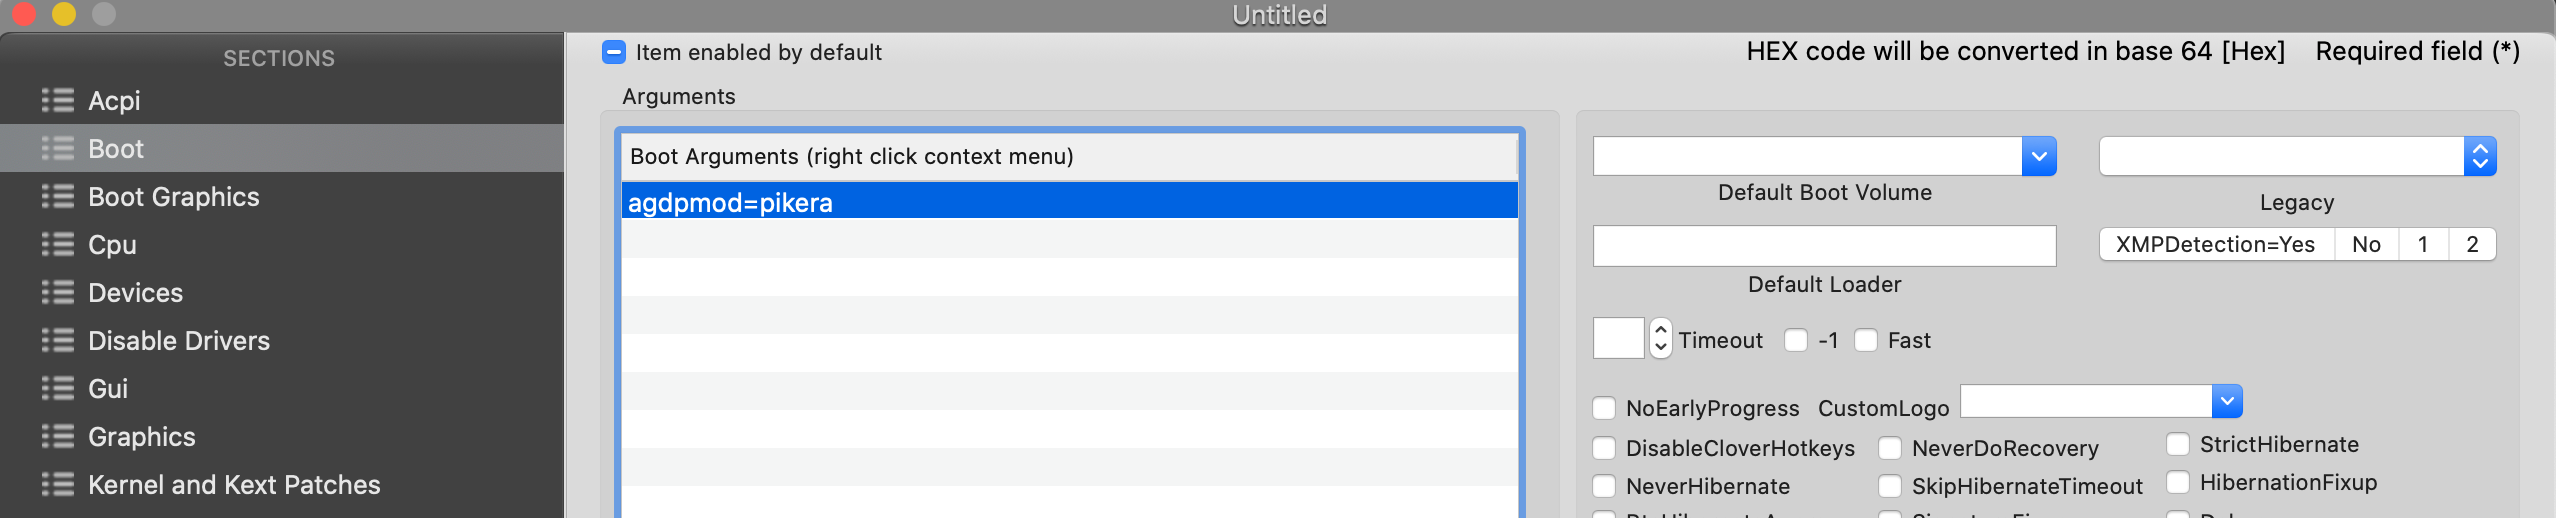 Untitled
SECTIONS
Acpi
Boot
Boot Graphics
Cpu
Devices
Disable Drivers
Gui
Graphics
Kernel and Kext Patches
Item enabled by default
HEX code will be converted in base 64 [Hex] Required field (*)
Arguments
Boot Arguments (right click context menu)
agdpmod=pikera
Default Boot Volume
Legacy
XMPDetection=Yes No 1 2
Default Loader
Timeout -1 Fast
NoEarlyProgress CustomLogo
DisableCloverHotkeys NeverDoRecovery StrictHibernate
NeverHibernate SkipHibernateTimeout HibernationFixup